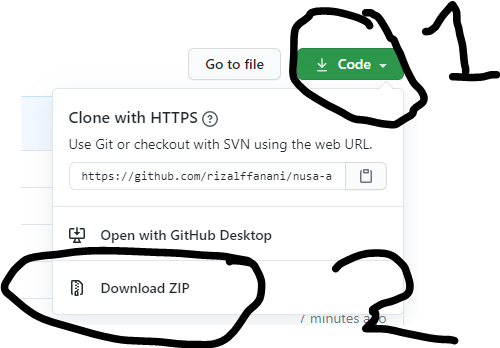 1
Go to file
Code
Clone with HTTPS
Use Git or checkout with SVN using the web URL.
https://github.com/rizalffanani/nusa-a
Open with GitHub Desktop
Download ZIP
2
7 minutes ago